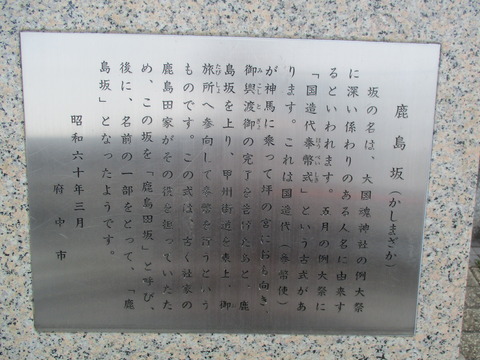 鹿島坂（かしまざか）
坂の名は、大国魂神社の例大祭
に深い係わりのある人名に由来す
るといわれます。五月の例大祭に
「国造代奉幣式」という古式があ
ります。これは国造代（奉幣使）
が神馬に乗って坪の宮におも向き、
御輿渡御の完了を告げたあと、鹿
島坂を上り、甲州街道を東上、御
旅所へ参向して奉幣を行うという
ものです。この式は、古く社家の
鹿島田家がその役を担っていたた
め、この坂を「鹿島田坂」と呼び、
後に、名前の一部をとって、「鹿
島坂」となったようです。
昭和六十年三月
府中市